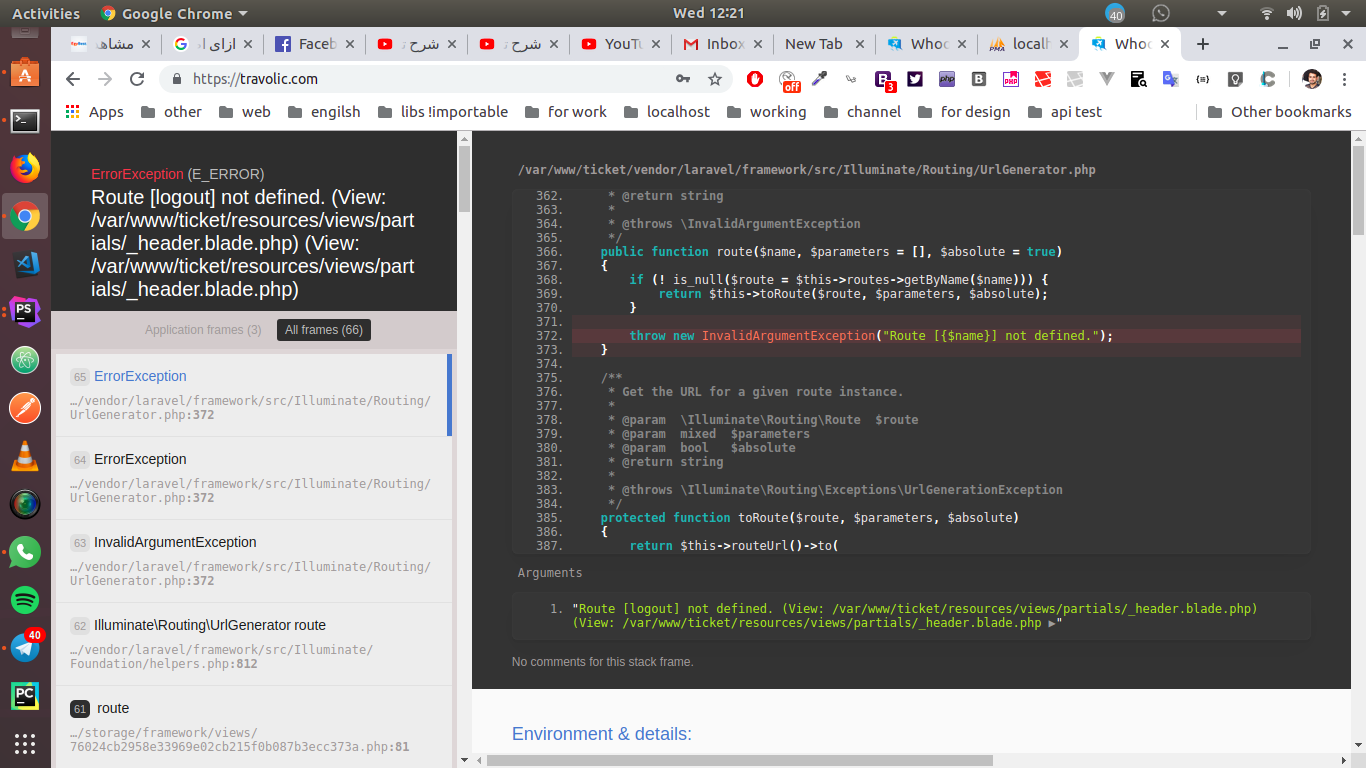 Activities
Google Chrome
Wed 12:21
40
مشاهد
ازای او
Faceb
شرح :
شرح :
YouTu
Inbox
New Tab
Whoo
localh
Whoo
https://travolic.com
off
3
Apps
other
web
engilsh
libs !importable
for work
localhost
working
channel
for design
api test
Other bookmarks
ErrorException (E_ERROR)
Route [logout] not defined. (View:
/var/www/ticket/resources/views/part
ials/_header.blade.php) (View:
/var/www/ticket/resources/views/part
ials/_header.blade.php)
Application frames (3)
All frames (66)
65 ErrorException
…/vendor/laravel/framework/src/Illuminate/Routing/
UrlGenerator.php:372
64 ErrorException
…/vendor/laravel/framework/src/Illuminate/Routing/
UrlGenerator.php:372
63 InvalidArgumentException
…/vendor/laravel/framework/src/Illuminate/Routing/
UrlGenerator.php:372
62 Illuminate\Routing\UrlGenerator route
…/vendor/laravel/framework/src/Illuminate/
Foundation/helpers.php:812
61 route
…/storage/framework/views/
76024cb2958e33969e02cb215f0b087b3ecc373a.php:81
/var/www/ticket/vendor/laravel/framework/src/Illuminate/Routing/UrlGenerator.php
362. * @return string
363. *
364. * @throws \InvalidArgumentException
365. */
366. public function route($name, $parameters = [], $absolute = true)
367. {
368. if (! is_null($route = $this->routes->getByName($name))) {
369. return $this->toRoute($route, $parameters, $absolute);
370. }
371.
372. throw new InvalidArgumentException("Route [{$name}] not defined.");
373. }
374.
375. /**
376. * Get the URL for a given route instance.
377. *
378. * @param \Illuminate\Routing\Route $route
379. * @param mixed $parameters
380. * @param bool $absolute
381. * @return string
382. *
383. * @throws \Illuminate\Routing\Exceptions\UrlGenerationException
384. */
385. protected function toRoute($route, $parameters, $absolute)
386. {
387. return $this->routeUrl()->to(
Arguments
1. "Route [logout] not defined. (View: /var/www/ticket/resources/views/partials/_header.blade.php)
(View: /var/www/ticket/resources/views/partials/_header.blade.php ▶"
No comments for this stack frame.
Environment & details:
PS
40
PC